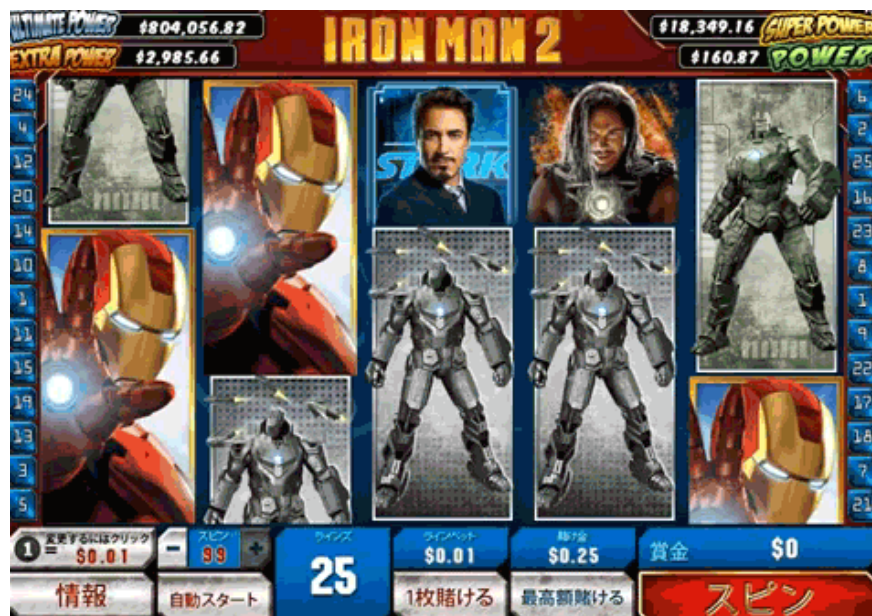 ULTIMATE POWER $804,056.82
EXTRA POWER $2,985.66
IRON MAN 2
$18,349.16 SUPER POWER
$160.87 POWER
24
4
12
20
14
10
1
11
15
19
13
3
5
STARK
6
2
25
16
23
8
1
9
22
17
18
7
21
1 = 変更するにはクリック
$0.01
スピン
- 99 +
ラインズ
25
ラインベット
$0.01
賭け金
$0.25
賞金 $0
情報
自動スタート
1枚賭ける
最高額賭ける
スピン